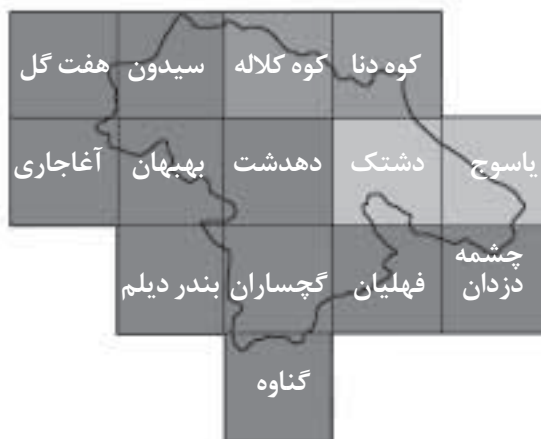 کوه دنا کوه کلاله سیدون هفت گل
یاسوج دشتک دهدشت بهبهان آغاجاری
چشمه دزدان فهلیان گچساران بندر دیلم
گناوه